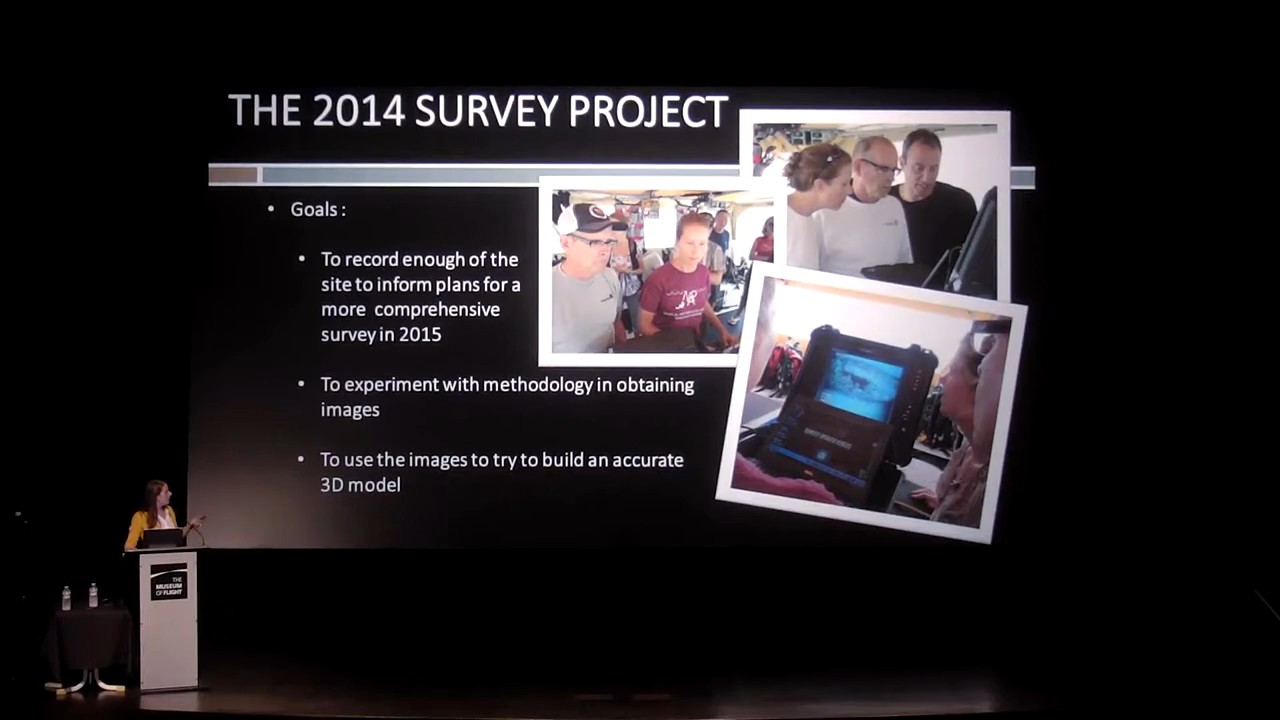 THE 2014 SURVEY PROJECT
• Goals :
• To record enough of the
site to inform plans for a
more comprehensive
survey in 2015
• To experiment with methodology in obtaining
images
• To use the images to try to build an accurate
3D model
THE
MUSEUM
OF FLIGHT